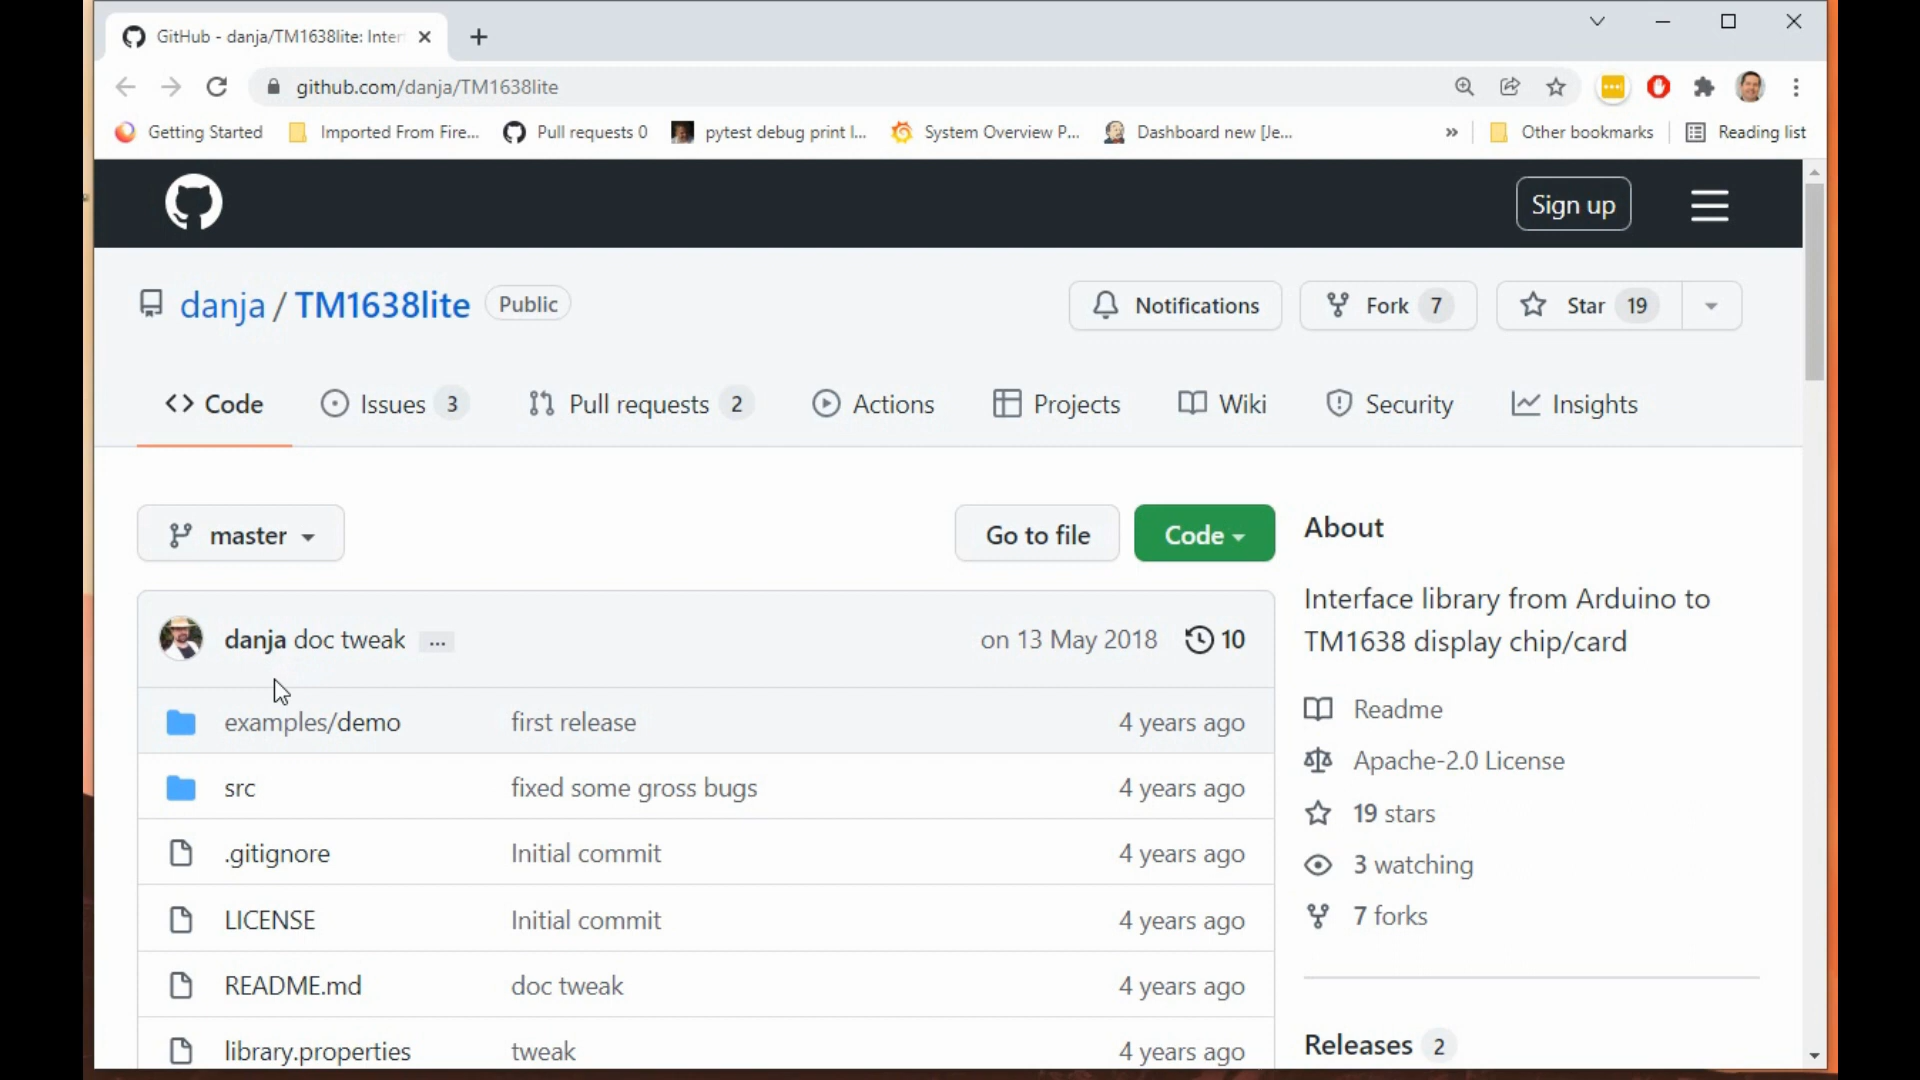 GitHub - danja/TM1638lite: Inter
github.com/danja/TM1638lite
Getting Started Imported From Fire... Pull requests 0 pytest debug print l... System Overview P... Dashboard new [Je... » Other bookmarks Reading list
Sign up
danja / TM1638lite Public Notifications Fork 7 Star 19
Code Issues 3 Pull requests 2 Actions Projects Wiki Security Insights
master Go to file Code
danja doc tweak ... on 13 May 2018 10
examples/demo first release 4 years ago
src fixed some gross bugs 4 years ago
.gitignore Initial commit 4 years ago
LICENSE Initial commit 4 years ago
README.md doc tweak 4 years ago
library.properties tweak 4 years ago
About
Interface library from Arduino to
TM1638 display chip/card
Readme
Apache-2.0 License
19 stars
3 watching
7 forks
Releases 2